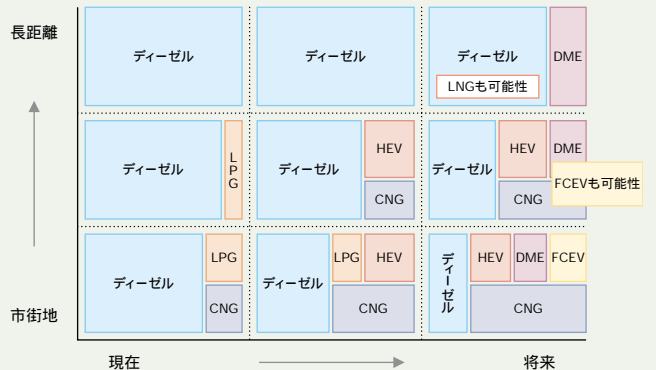 長距離
ディーゼル
ディーゼル
ディーゼル
LNGも可能性
DME
ディーゼル
LPG
ディーゼル
HEV
CNG
ディーゼル
HEV
DME
CNG
FCEVも可能性
市街地
ディーゼル
LPG
CNG
ディーゼル
LPG
HEV
CNG
ディーゼル
HEV
DME
FCEV
CNG
現在
将来